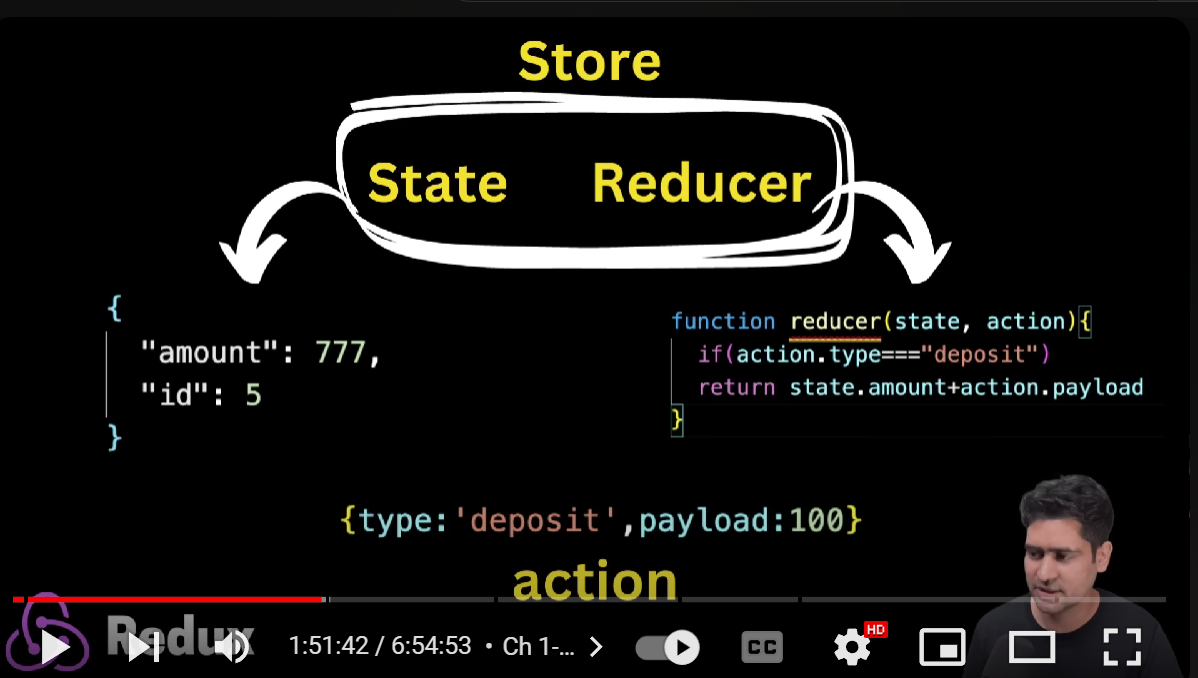 Store
State Reducer
{
"amount": 777,
"id": 5
}
function reducer(state, action){
if(action.type==="deposit")
return state.amount+action.payload
}
{type:'deposit',payload:100}
action
Redux
1:51:42 / 6:54:53 • Ch 1-...
CC
HD